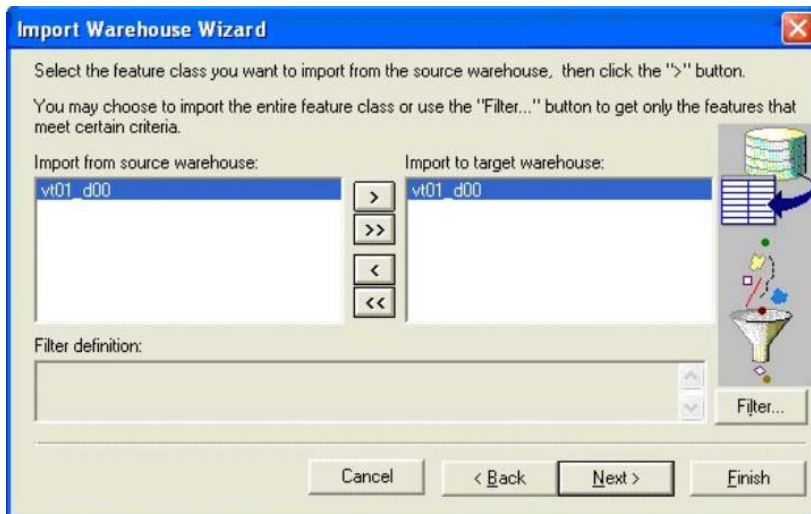 Import Warehouse Wizard
Select the feature class you want to import from the source warehouse, then click the ">" button.
You may choose to import the entire feature class or use the "Filter..." button to get only the features that
meet certain criteria.
Import from source warehouse:
Import to target warehouse:
vt01_d00
vt01_d00
>
>>
<
<<
Filter definition:
Filter...
Cancel
< Back
Next >
Finish